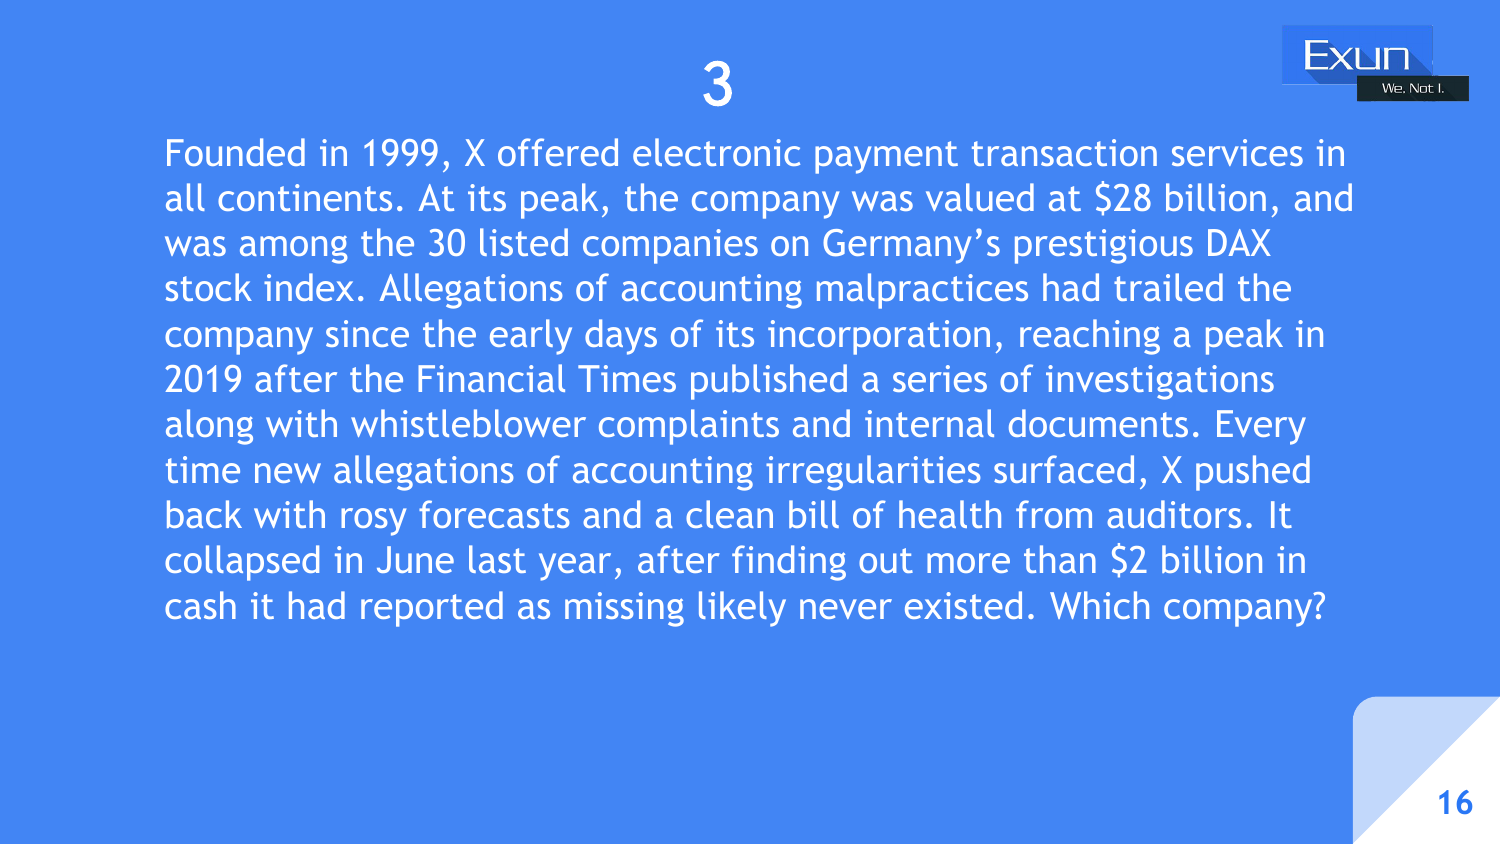 3
Exun
We. Not I.
Founded in 1999, X offered electronic payment transaction services in
all continents. At its peak, the company was valued at $28 billion, and
was among the 30 listed companies on Germany’s prestigious DAX
stock index. Allegations of accounting malpractices had trailed the
company since the early days of its incorporation, reaching a peak in
2019 after the Financial Times published a series of investigations
along with whistleblower complaints and internal documents. Every
time new allegations of accounting irregularities surfaced, X pushed
back with rosy forecasts and a clean bill of health from auditors. It
collapsed in June last year, after finding out more than $2 billion in
cash it had reported as missing likely never existed. Which company?
16